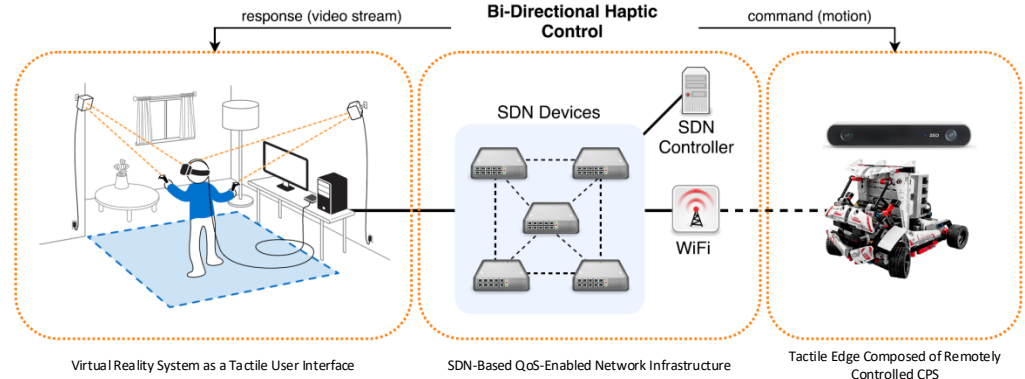 response (video stream)
Bi-Directional Haptic
Control
command (motion)
SDN Devices
SDN
Controller
WiFi
Virtual Reality System as a Tactile User Interface
SDN-Based QoS-Enabled Network Infrastructure
Tactile Edge Composed of Remotely
Controlled CPS